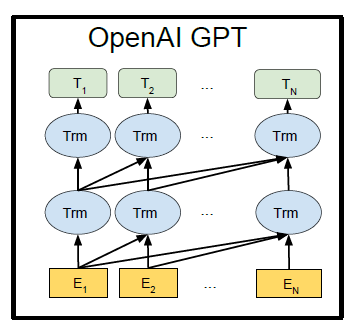 OpenAI GPT
T1 T2 ... TN
Trm Trm ... Trm
Trm Trm ... Trm
E1 E2 ... EN